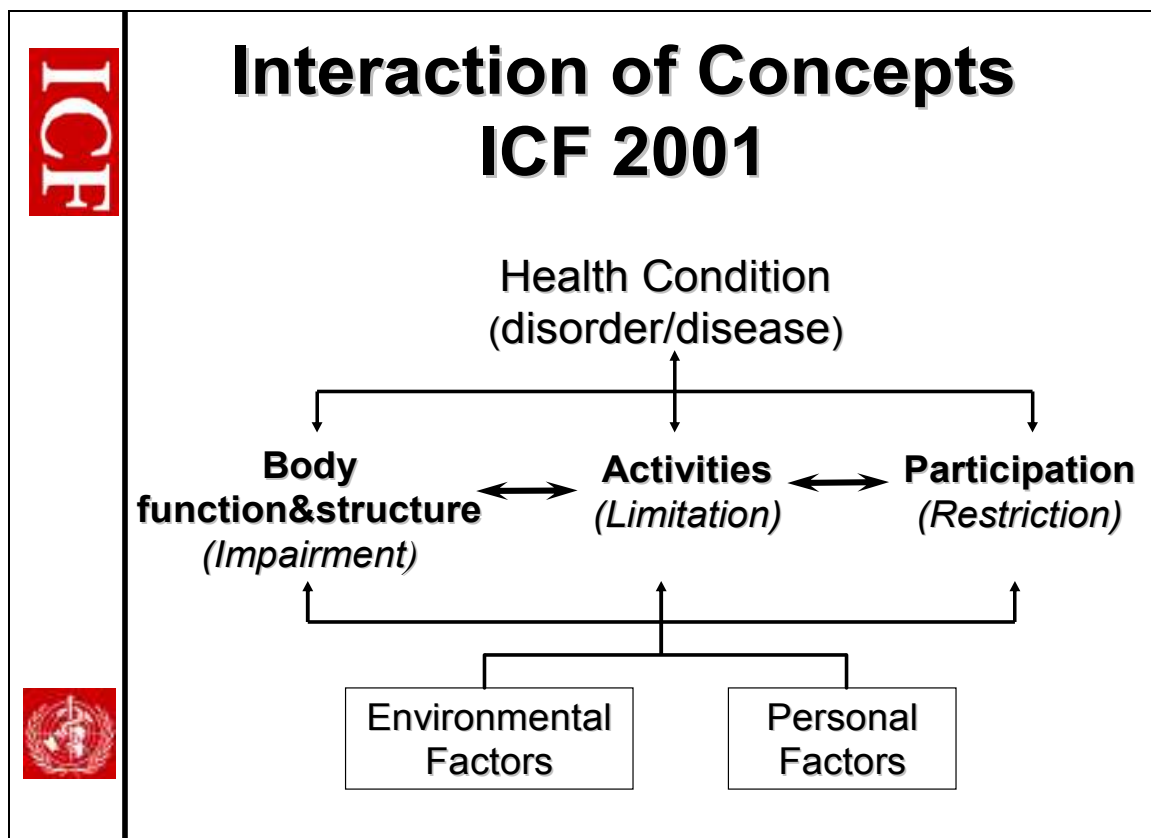 ICF
Interaction of Concepts
ICF 2001
Health Condition
(disorder/disease)
Body
function&structure
(Impairment)
Activities
(Limitation)
Participation
(Restriction)
Environmental
Factors
Personal
Factors